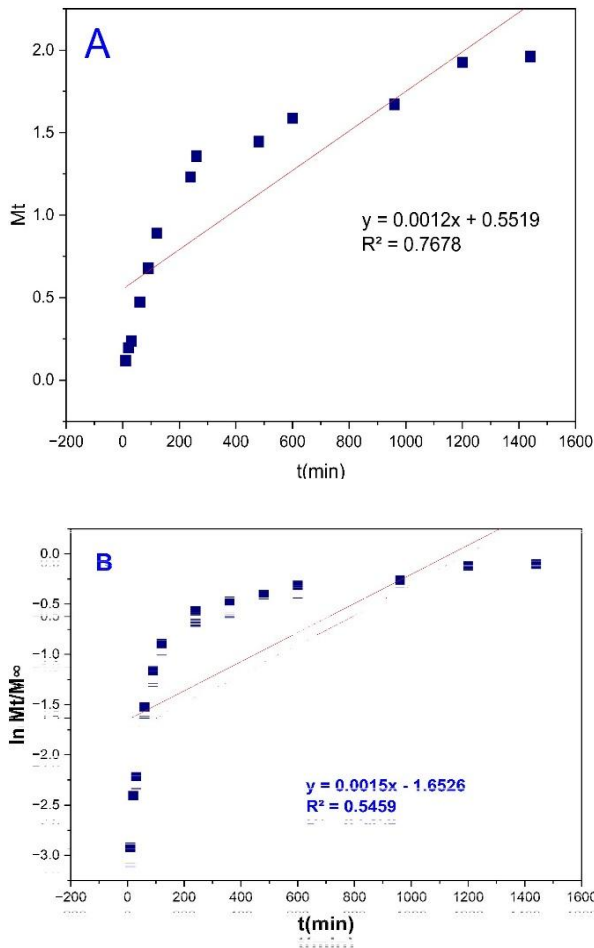 A
2.0
1.5
1.0
0.5
0.0
Mt
y = 0.0012x + 0.5519
R² = 0.7678
−200 0 200 400 600 800 1000 1200 1400 1600
t(min)
B
0.0
−0.5
−1.0
−1.5
−2.0
−2.5
−3.0
ln Mt/M∞
y = 0.0015x - 1.6526
R² = 0.5459
−200 0 200 400 600 800 1000 1200 1400 1600
t(min)